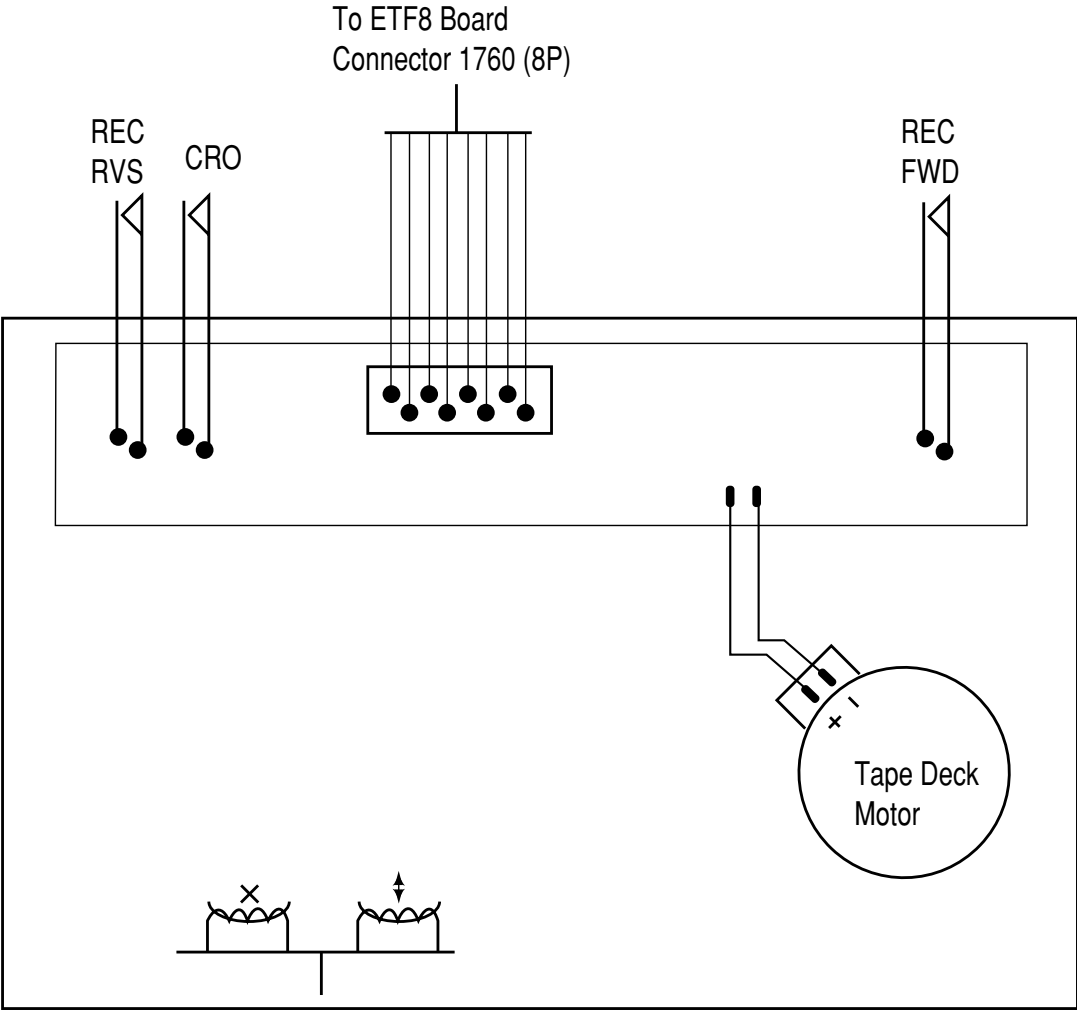 To ETF8 Board
Connector 1760 (8P)
REC
RVS
CRO
REC
FWD
+ −
Tape Deck
Motor